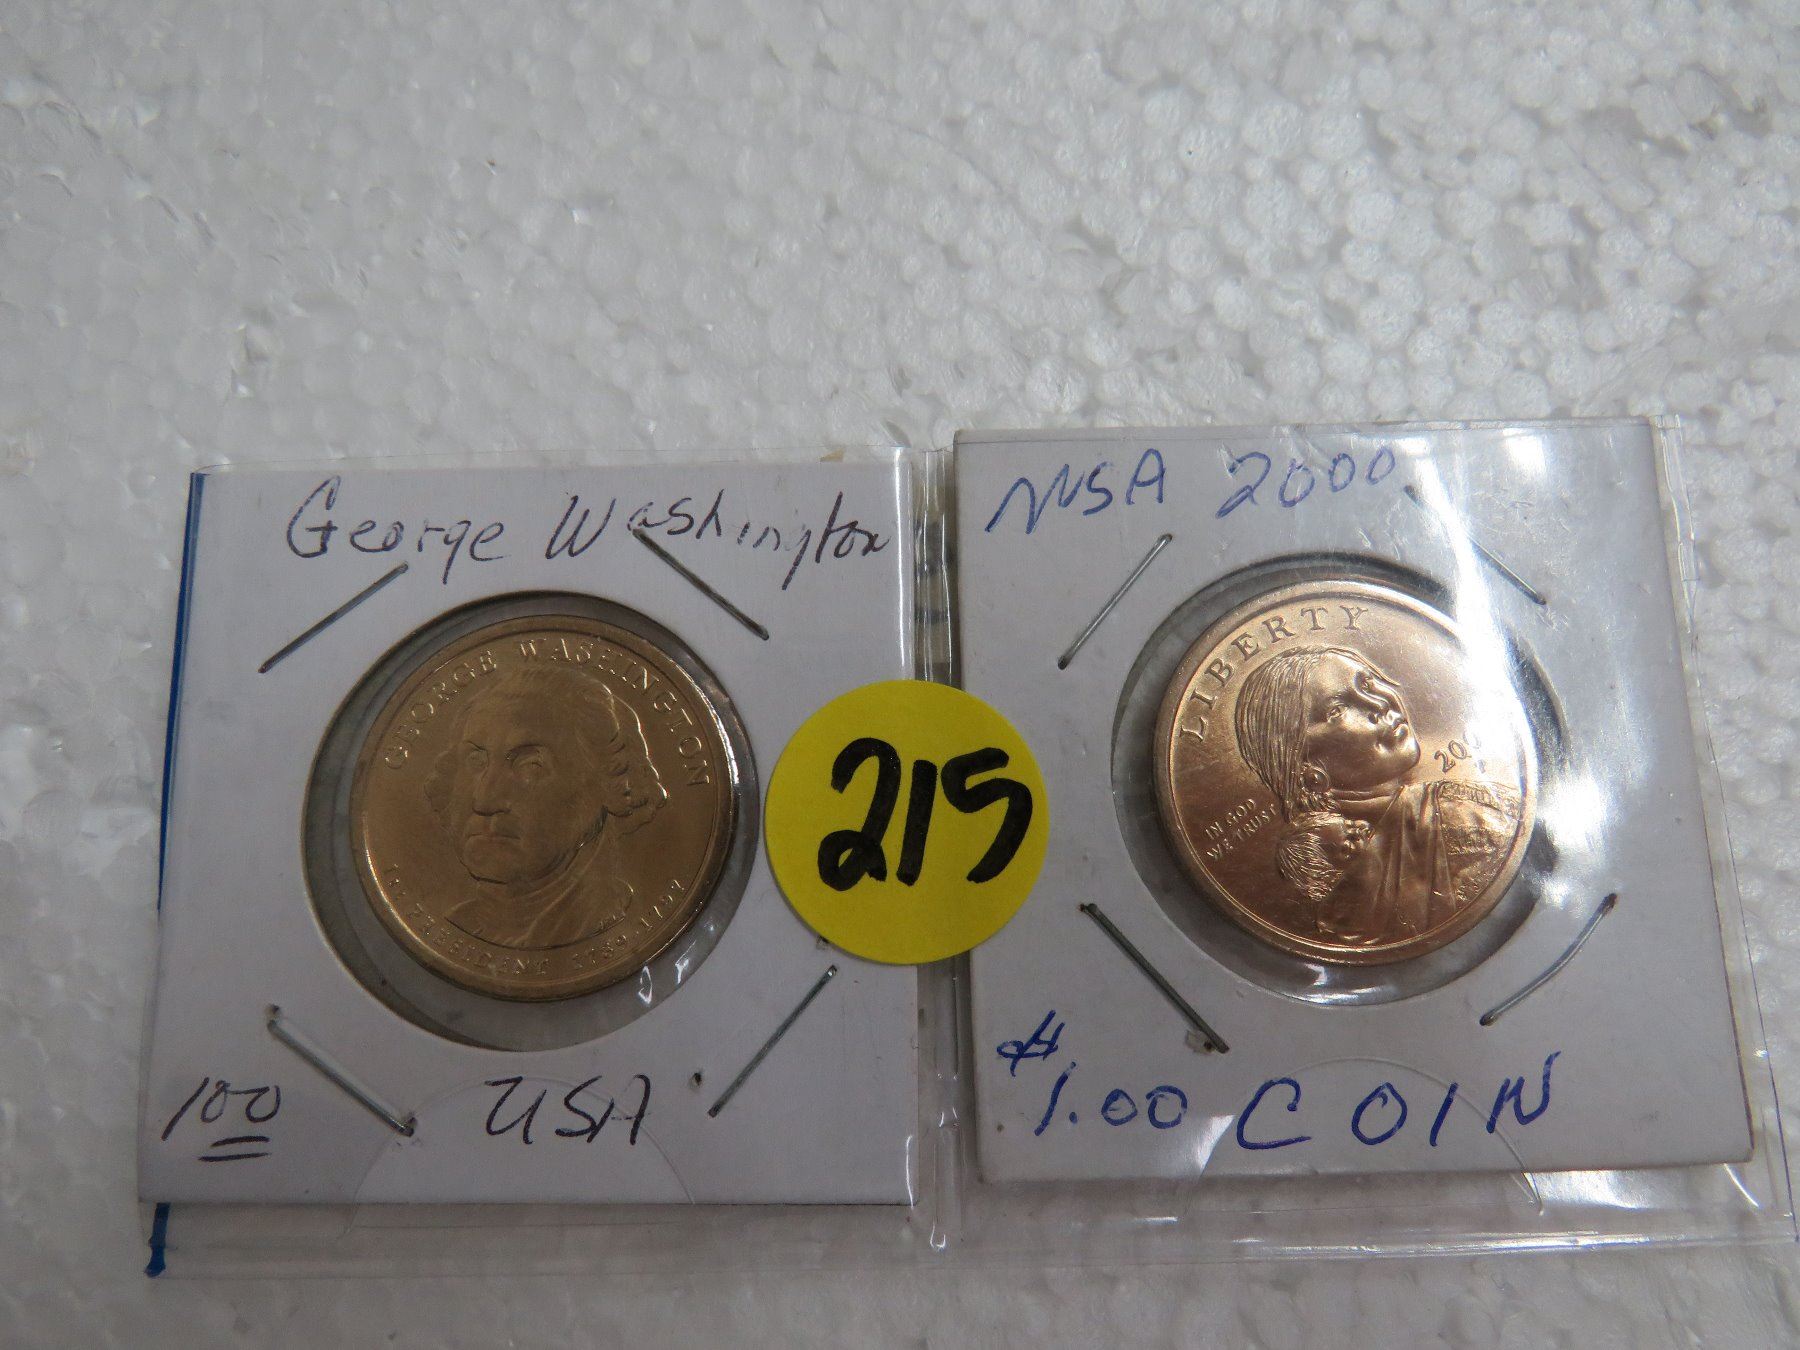 George Washington
GEORGE WASHINGTON
1st PRESIDENT 1789-1797
100
USA
215
USA 2000
LIBERTY
IN GOD
WE TRUST
P
$1.00 COIN